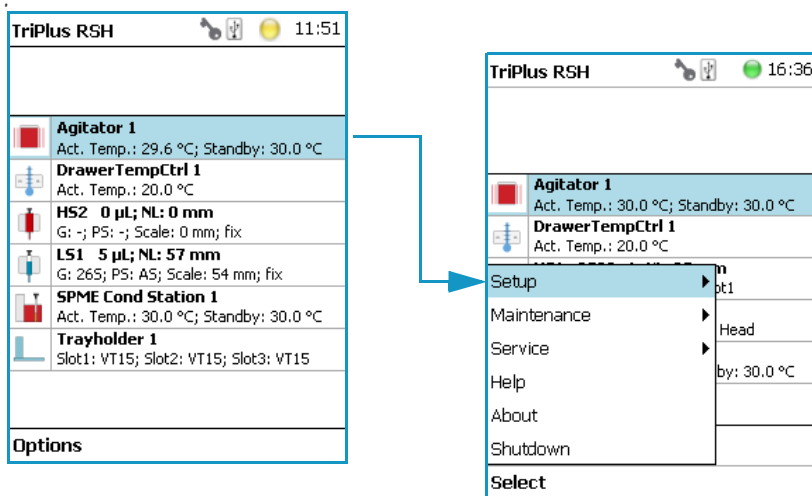 TriPlus RSH 11:51
Agitator 1
Act. Temp.: 29.6 °C; Standby: 30.0 °C
DrawerTempCtrl 1
Act. Temp.: 20.0 °C
HS2 0 µL; NL: 0 mm
G: -; PS: -; Scale: 0 mm; fix
LS1 5 µL; NL: 57 mm
G: 26S; PS: AS; Scale: 54 mm; fix
SPME Cond Station 1
Act. Temp.: 30.0 °C; Standby: 30.0 °C
Trayholder 1
Slot1: VT15; Slot2: VT15; Slot3: VT15
Options
TriPlus RSH 16:36
Agitator 1
Act. Temp.: 30.0 °C; Standby: 30.0 °C
DrawerTempCtrl 1
Act. Temp.: 20.0 °C
Setup
Maintenance
Head
Service
by: 30.0 °C
Help
About
Shutdown
Select